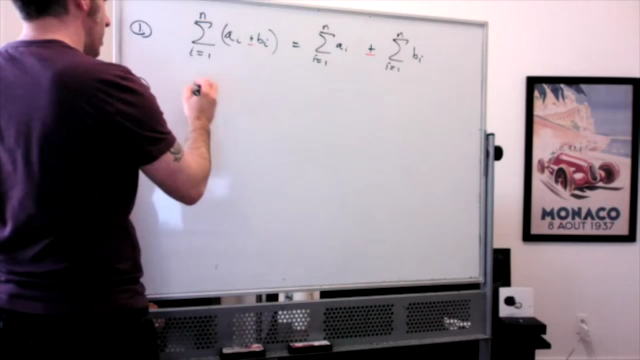 1. n∑i=1 (aᵢ ± bᵢ) = n∑i=1 aᵢ ± n∑i=1 bᵢ
MONACO
8 AOUT 1937